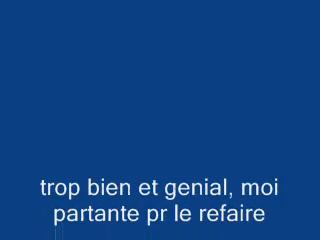 trop bien et genial, moi
partante pr le refaire